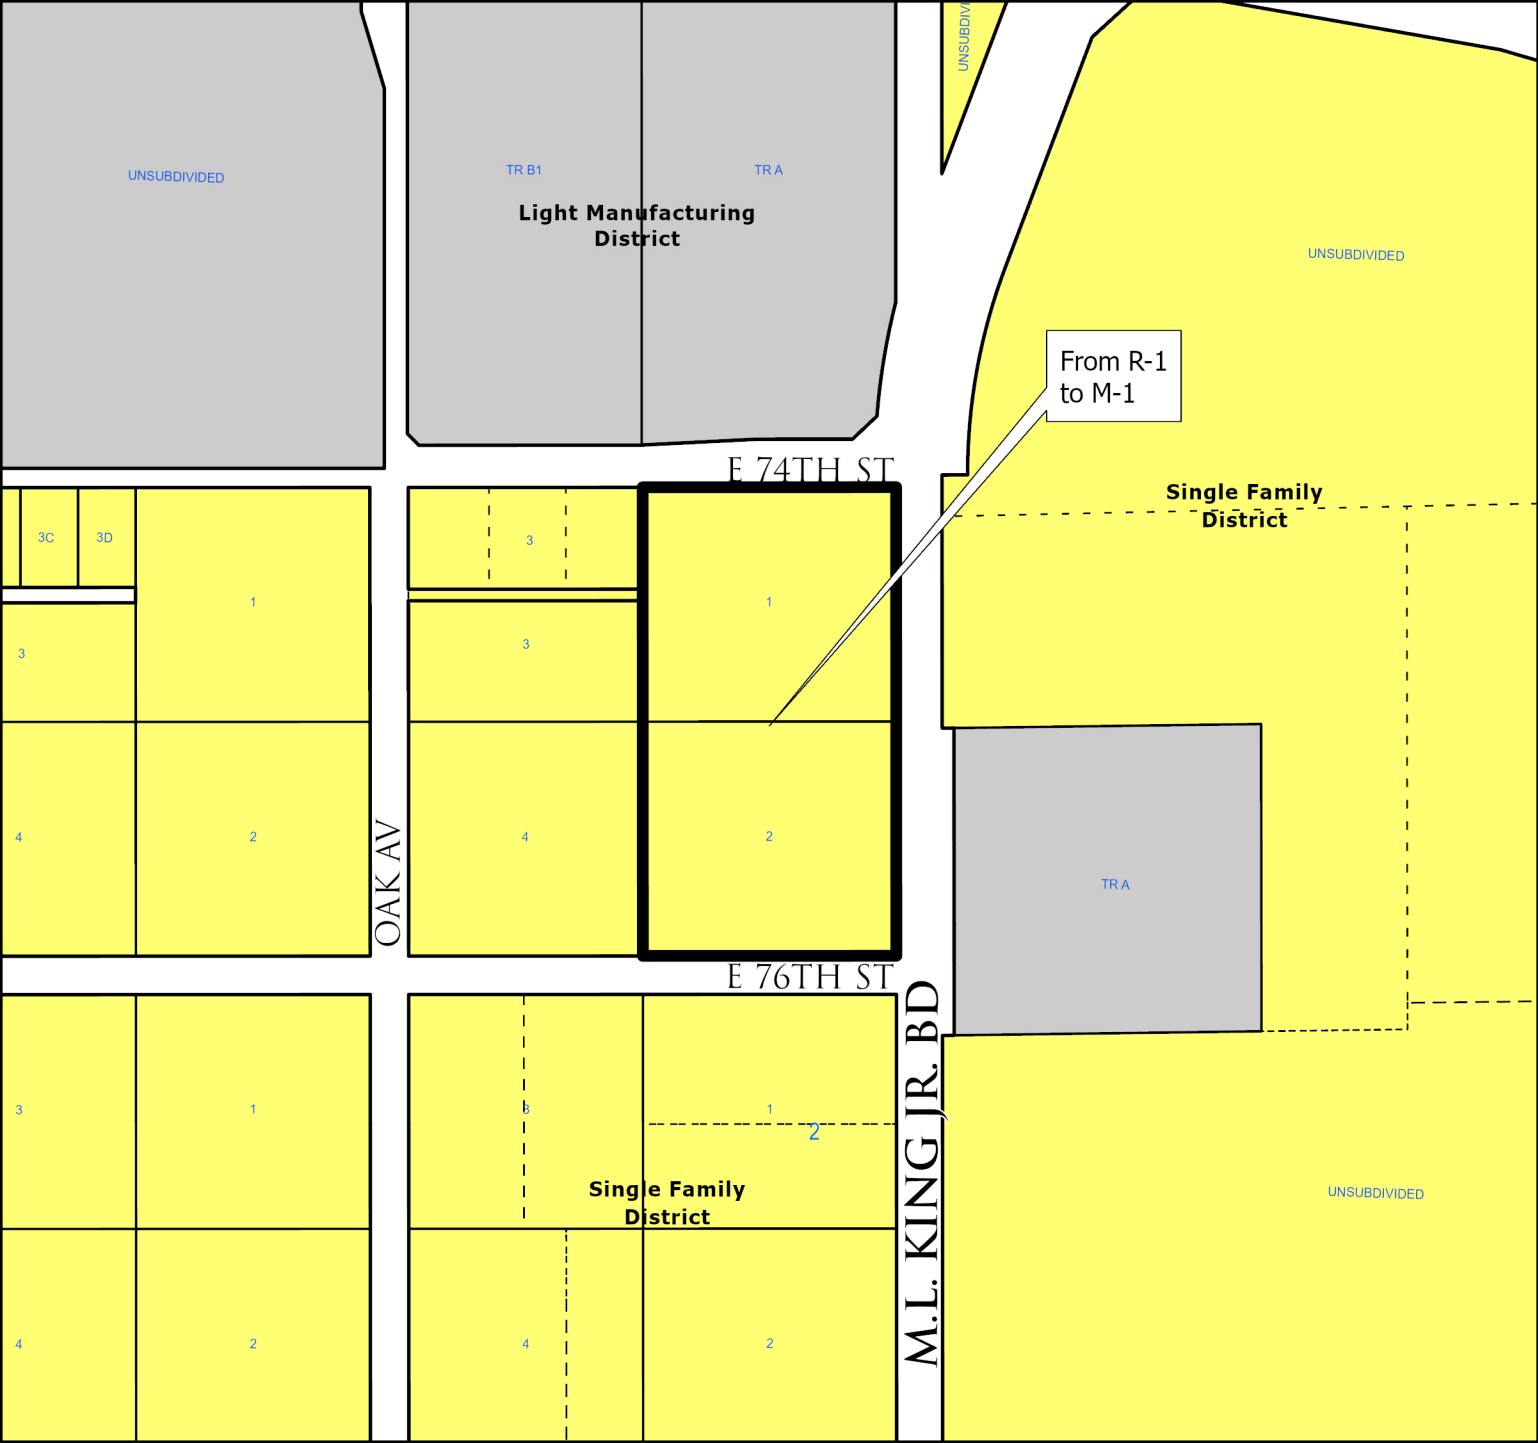 UNSUBDIVIDED
TR B1
TR A
Light Manufacturing
District
UNSUBDIVIDED
From R-1
to M-1
E 74TH ST
Single Family
District
3C
3D
1
3
1
3
3
4
2
4
2
OAK AV
TR A
E 76TH ST
M.L. KING JR. BD
3
1
3
1
2
Single Family
District
UNSUBDIVIDED
4
2
4
2